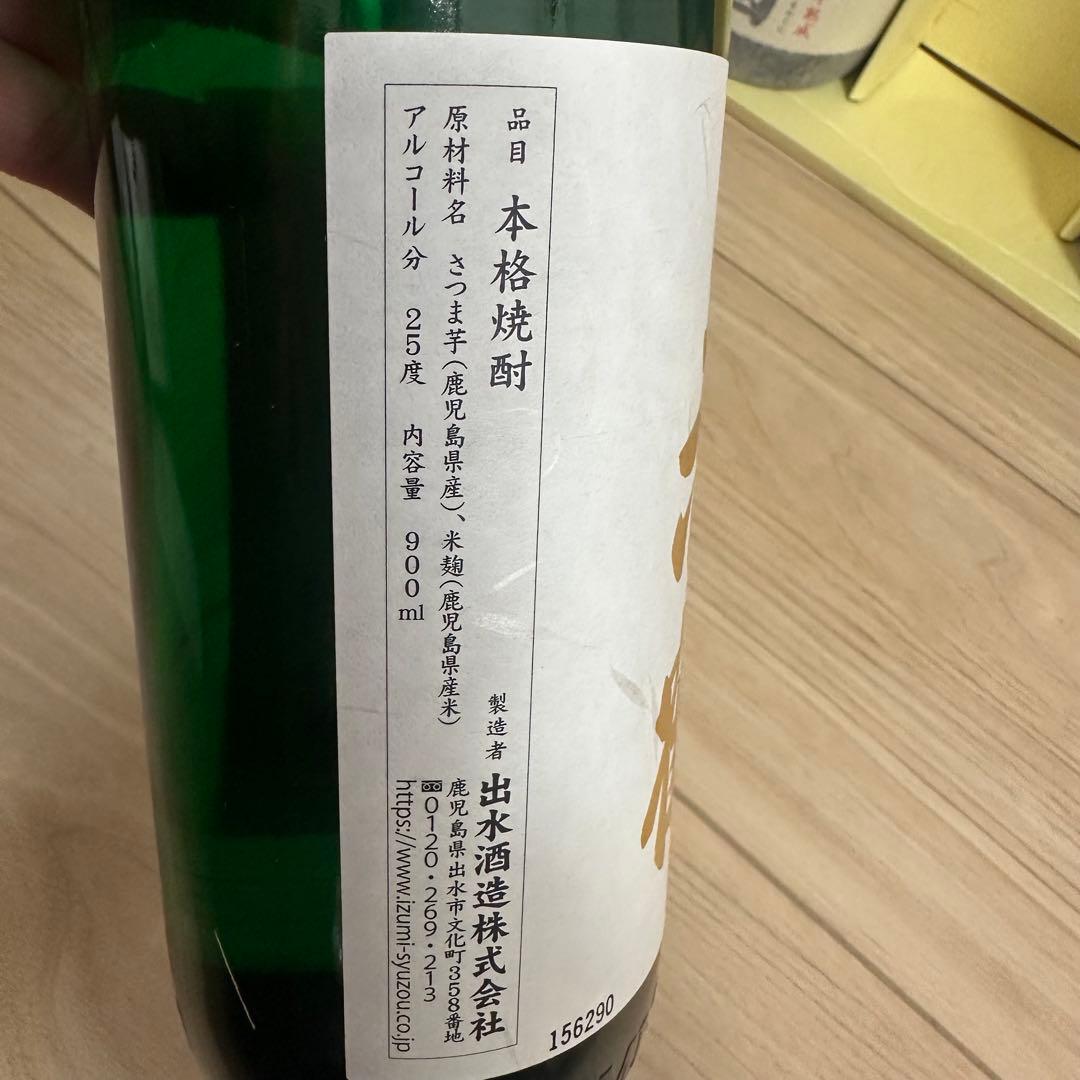 品目 本格焼酎
原材料名 さつま芋(鹿児島県産)、米麹(鹿児島県産米)
アルコール分 25度 内容量 900ml
製造者 出水酒造株式会社
鹿児島県出水市文化町358番地
0120・269・213
https://www.izumi-syuzou.co.jp
156290